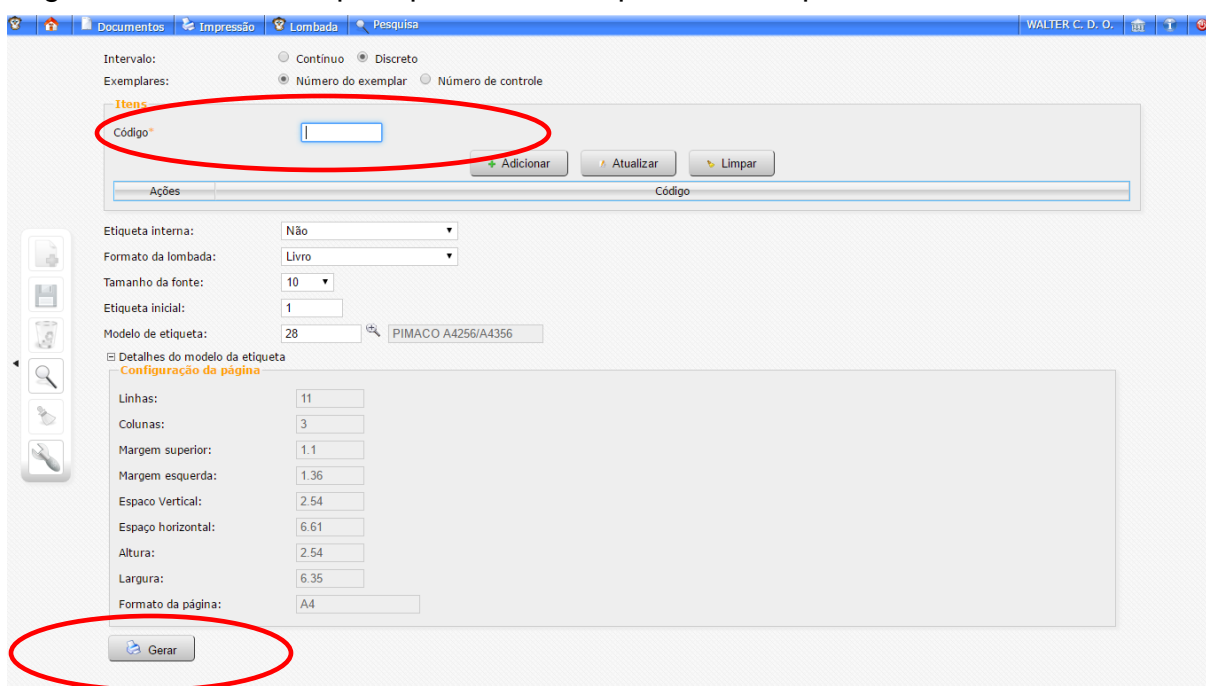 Documentos Impressão Lombada Pesquisa WALTER C. D. O.
Intervalo: Contínuo Discreto
Exemplares: Número do exemplar Número de controle
Itens
Código*
Adicionar Atualizar Limpar
Ações Código
Etiqueta interna: Não
Formato da lombada: Livro
Tamanho da fonte: 10
Etiqueta inicial: 1
Modelo de etiqueta: 28 PIMACO A4256/A4356
Detalhes do modelo da etiqueta
Configuração da página
Linhas: 11
Colunas: 3
Margem superior: 1.1
Margem esquerda: 1.36
Espaco Vertical: 2.54
Espaço horizontal: 6.61
Altura: 2.54
Largura: 6.35
Formato da página: A4
Gerar